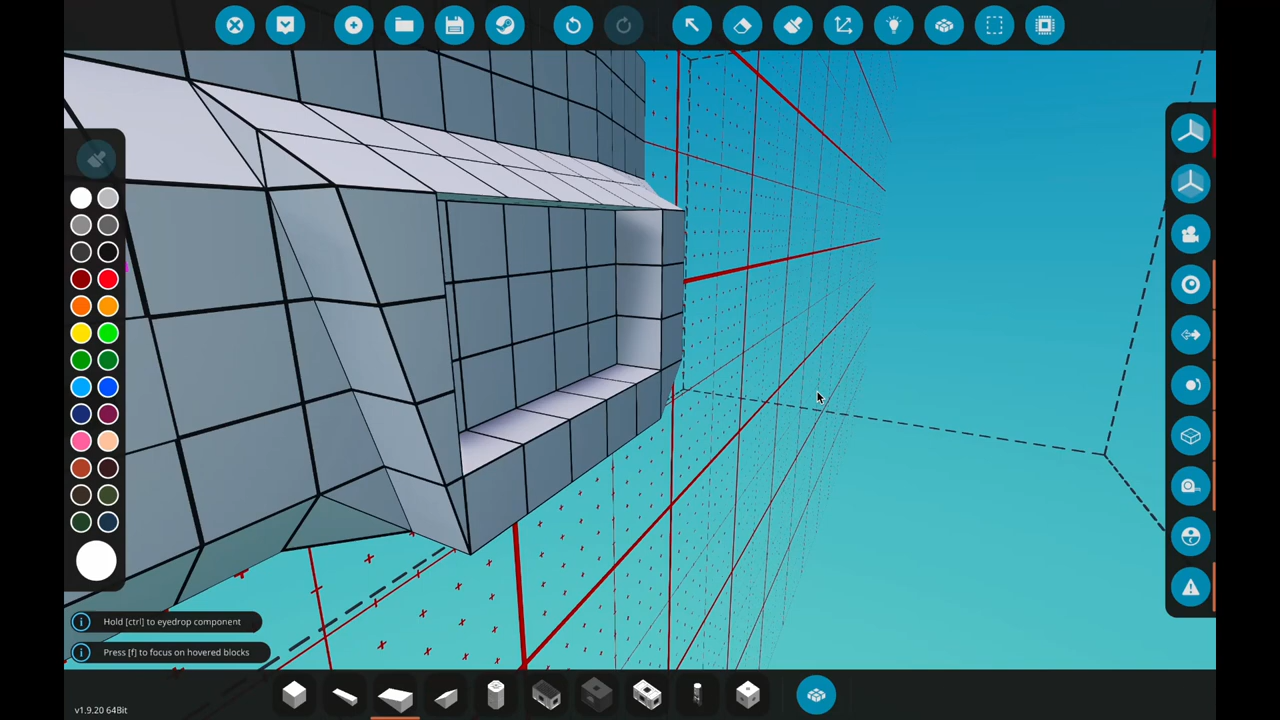 Hold [ctrl] to eyedrop component
Press [f] to focus on hovered blocks
v1.9.20 64Bit